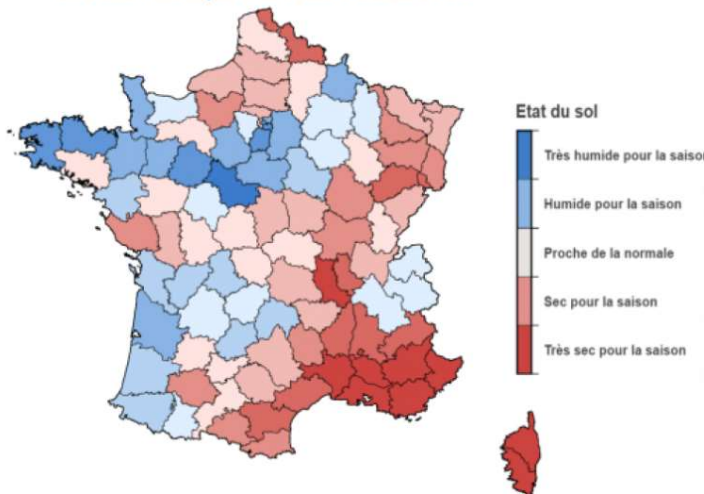 Etat du sol
Très humide pour la
Humide pour la saison
Proche de la normale
Sec pour la saison
Très sec pour la saison